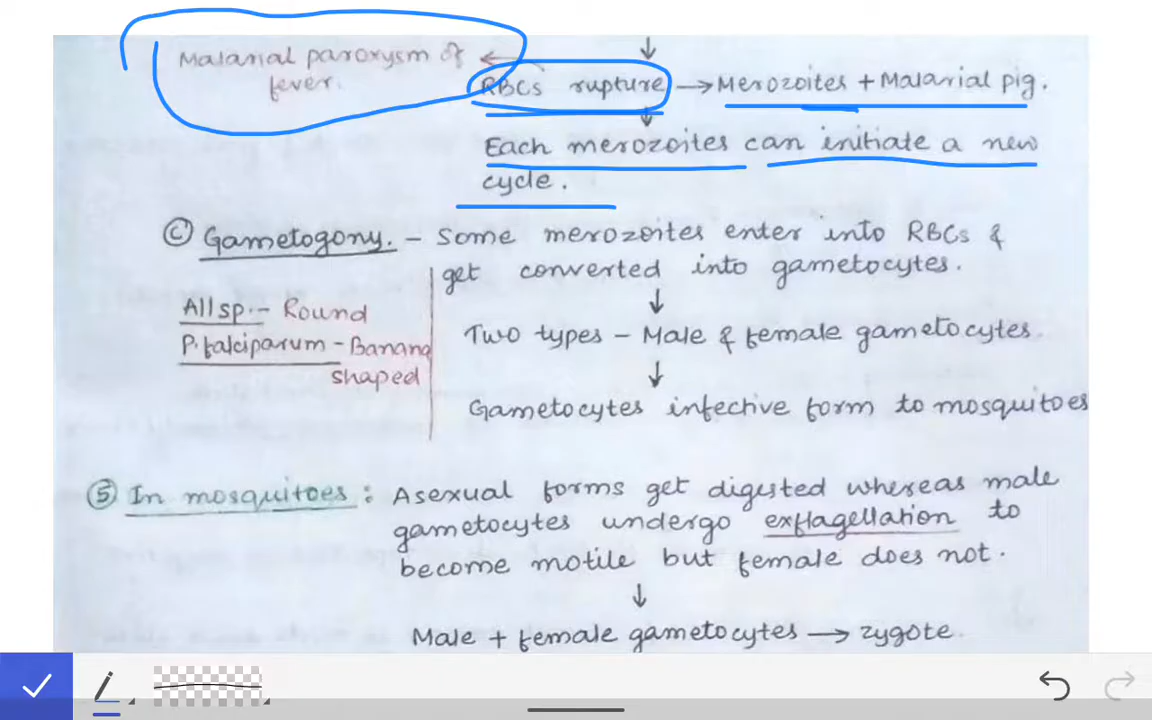 Malarial paroxysm of
fever.
RBCs rupture → Merozoites + Malarial pig.
Each merozoites can initiate a new
cycle.
© Gametogony. - Some merozoites enter into RBCs &
get converted into gametocytes.
All sp. - Round
P. falciparum - Banana
shaped
Two types - Male & female gametocytes.
Gametocytes infective form to mosquitoes
⑤ In mosquitoes : Asexual forms get digested whereas male
gametocytes undergo exflagellation to
become motile but female does not.
Male + female gametocytes → zygote.